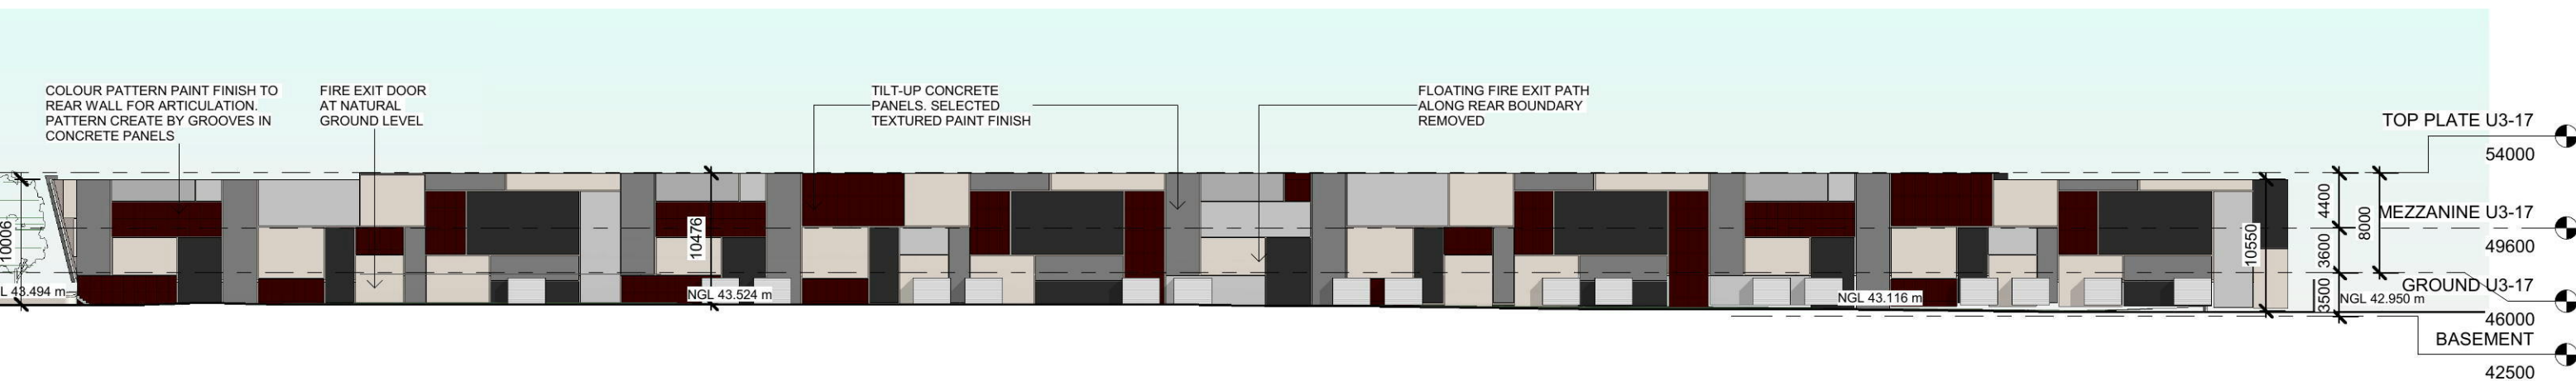 COLOUR PATTERN PAINT FINISH TO
REAR WALL FOR ARTICULATION.
PATTERN CREATE BY GROOVES IN
CONCRETE PANELS
FIRE EXIT DOOR
AT NATURAL
GROUND LEVEL
TILT-UP CONCRETE
PANELS. SELECTED
TEXTURED PAINT FINISH
FLOATING FIRE EXIT PATH
ALONG REAR BOUNDARY
REMOVED
TOP PLATE U3-17
54000
MEZZANINE U3-17
49600
GROUND U3-17
46000
BASEMENT
42500
10006
L 43.494 m
10476
NGL 43.524 m
NGL 43.116 m
10550
4400
3600
3500
8000
NGL 42.950 m